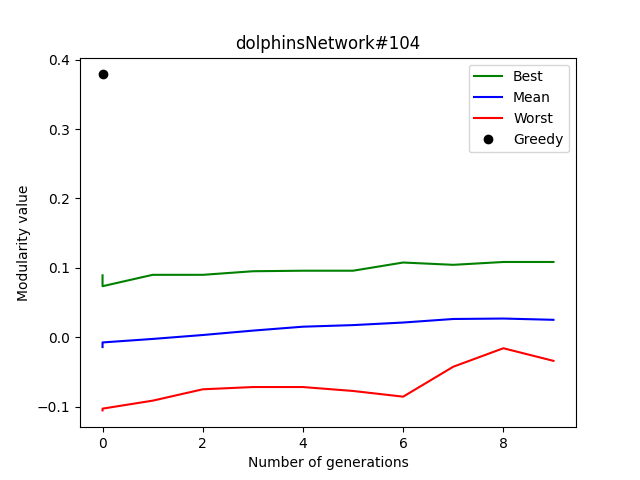 dolphinsNetwork#104
Modularity value
0.4
0.3
0.2
0.1
0.0
−0.1
Best
Mean
Worst
Greedy
0 2 4 6 8
Number of generations